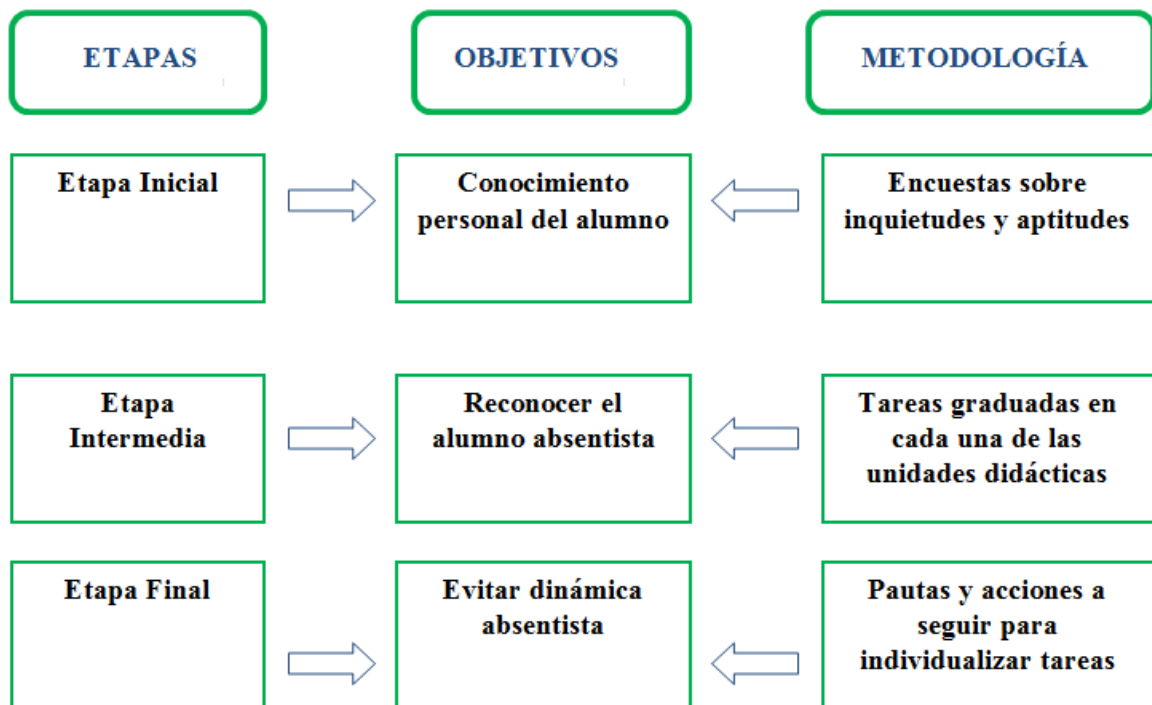 ETAPAS
OBJETIVOS
METODOLOGÍA
Etapa Inicial
Conocimiento
personal del alumno
Encuestas sobre
inquietudes y aptitudes
Etapa
Intermedia
Reconocer el
alumno absentista
Tareas graduadas en
cada una de las
unidades didácticas
Etapa Final
Evitar dinámica
absentista
Pautas y acciones a
seguir para
individualizar tareas